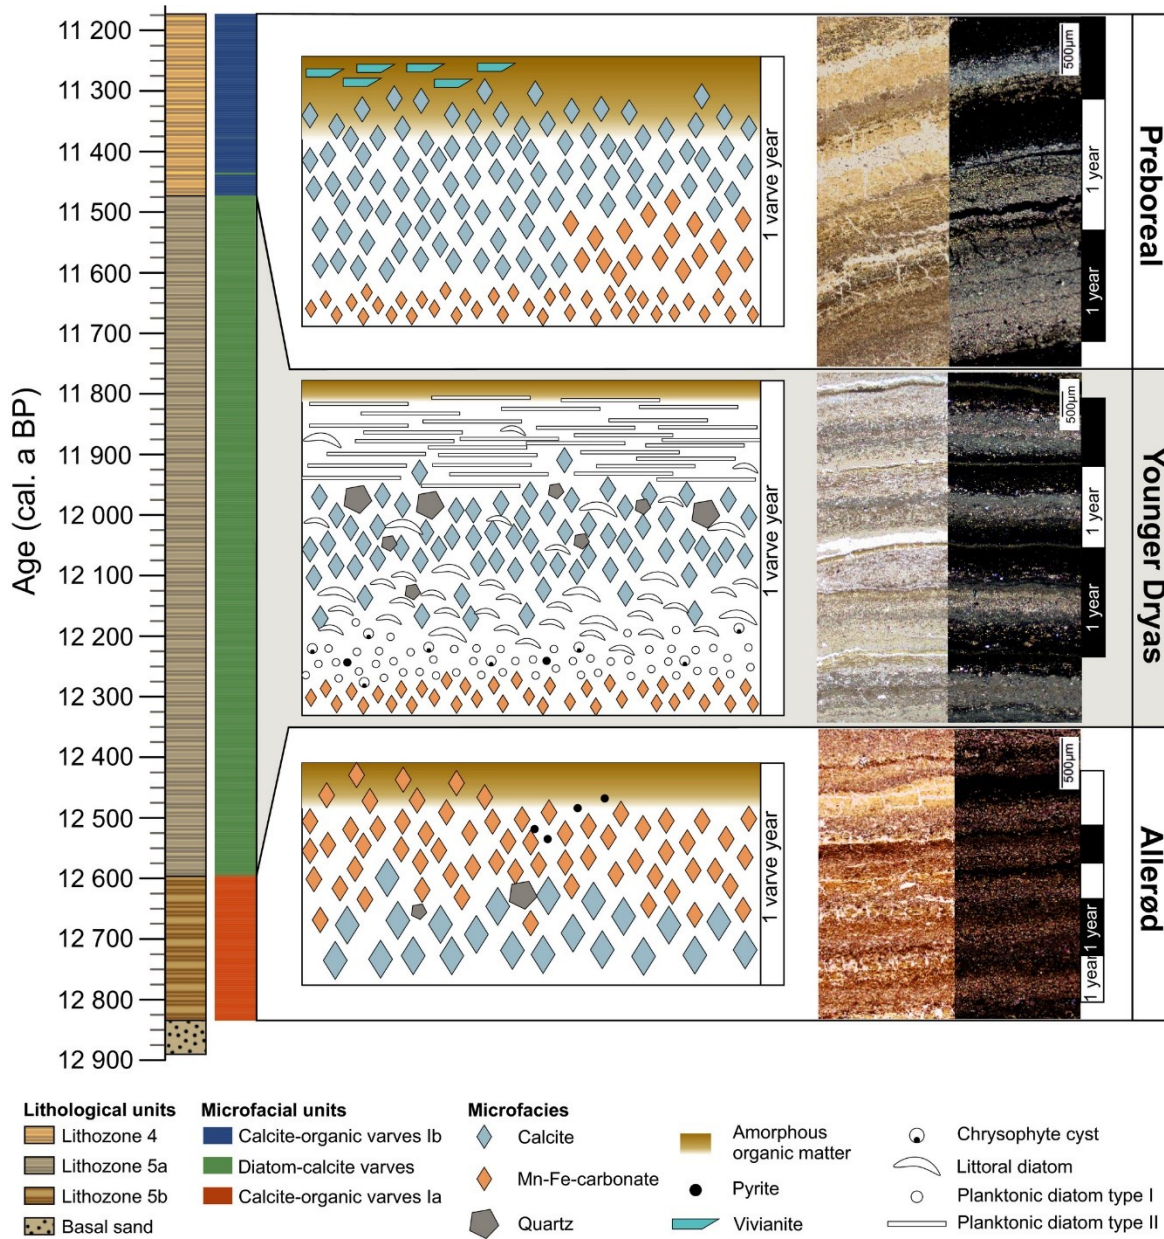 Age (cal. a BP)
11 200
11 300
11 400
11 500
11 600
11 700
11 800
11 900
12 000
12 100
12 200
12 300
12 400
12 500
12 600
12 700
12 800
12 900
1 varve year
500µm
1 year
1 year
Preboreal
1 varve year
500µm
1 year
1 year
Younger Dryas
1 varve year
500µm
1 year
1 year
Allerød
Lithological units
Lithozone 4
Lithozone 5a
Lithozone 5b
Basal sand
Microfacial units
Calcite-organic varves Ib
Diatom-calcite varves
Calcite-organic varves Ia
Microfacies
Calcite
Mn-Fe-carbonate
Quartz
Amorphous
organic matter
Pyrite
Vivianite
Chrysophyte cyst
Littoral diatom
Planktonic diatom type I
Planktonic diatom type II